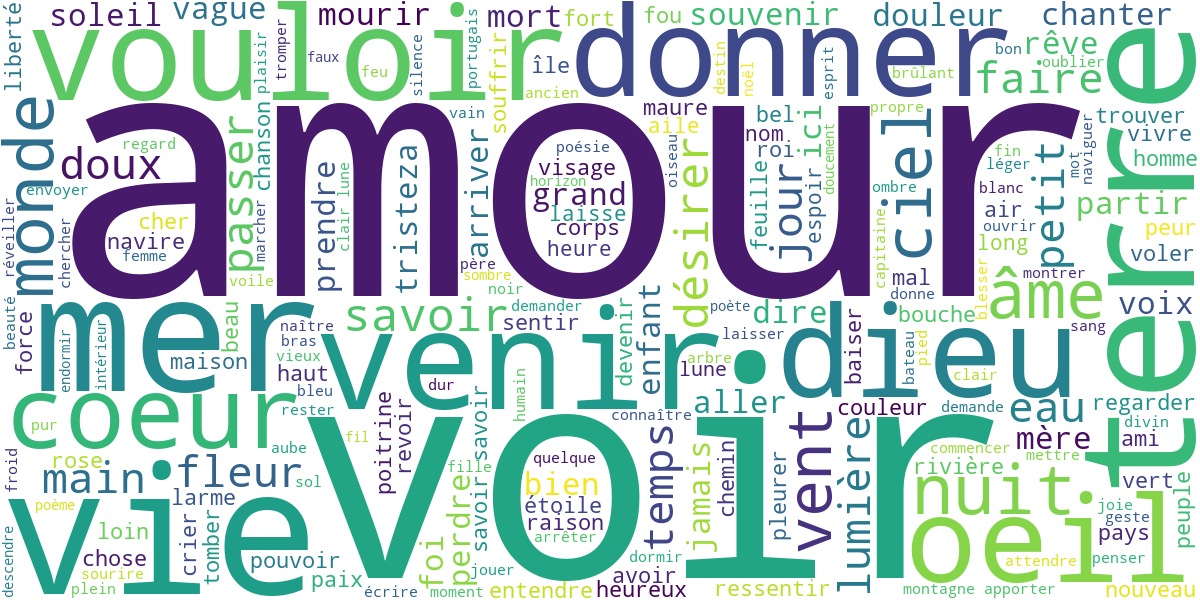 liberté
soleil
vague
mourir
mort
fort
fou
souvenir
douleur
chanter
vouloir
donner
terre
plaisir
tromper
faux
feu
silence
portugais
souffrir
île
ancien
destin
noël
esprit
brûlant
bon
rêve
oublier
faire
monde
amour
doux
regard
envoyer
passer
chanson
marcher
prendre
clair lune
tristeza
vain
arriver
poésie
visage
horizon
grand
laisse
corps
heure
maure
aile
oiseau
désirer
bel
nom
roi
feuille
jour
espoir
ici
doucement
propre
ciel
ombre
capitaine
fin
léger
blanc
air
ouvrir
long
petit
mot
naviguer
trouver
vivre
homme
partir
peur
voler
réveiller
chercher
cher
navire
femme
voile
père
sombre
noir
mal
donne
blesser
montrer
âme
voix
sang
beauté
force
endormir
intérieur
mer
maison
beau
naître
bras
vieux
haut
bleu
savoir
venir
demander
sentir
dur
humain
devenir
enfant
poète
laisser
arbre
lune
dire
dieu
baiser
bateau
pied
bouche
clair
coeur
pur
rester
aube
fil
poitrine
revoir
savoir
savoir
connaître
aller
couleur
demande
eau
regarder
divin
ami
mère
mettre
commencer
froid
rose
main
fleur
sol
larme
voir
fille
perdre
foi
quelque
bien
étoile
raison
arrêter
temps
jamais
chemin
pleurer
vent
lumière
rivière
nuit
oeil
vert
joie
geste
pays
penser
peuple
attendre
descendre
poème
vie
loin
chose
sourire
plein
crier
tomber
pouvoir
paix
écrire
moment
jouer
entendre
dormir
avoir
heureux
ressentir
montagne
apporter
nouveau